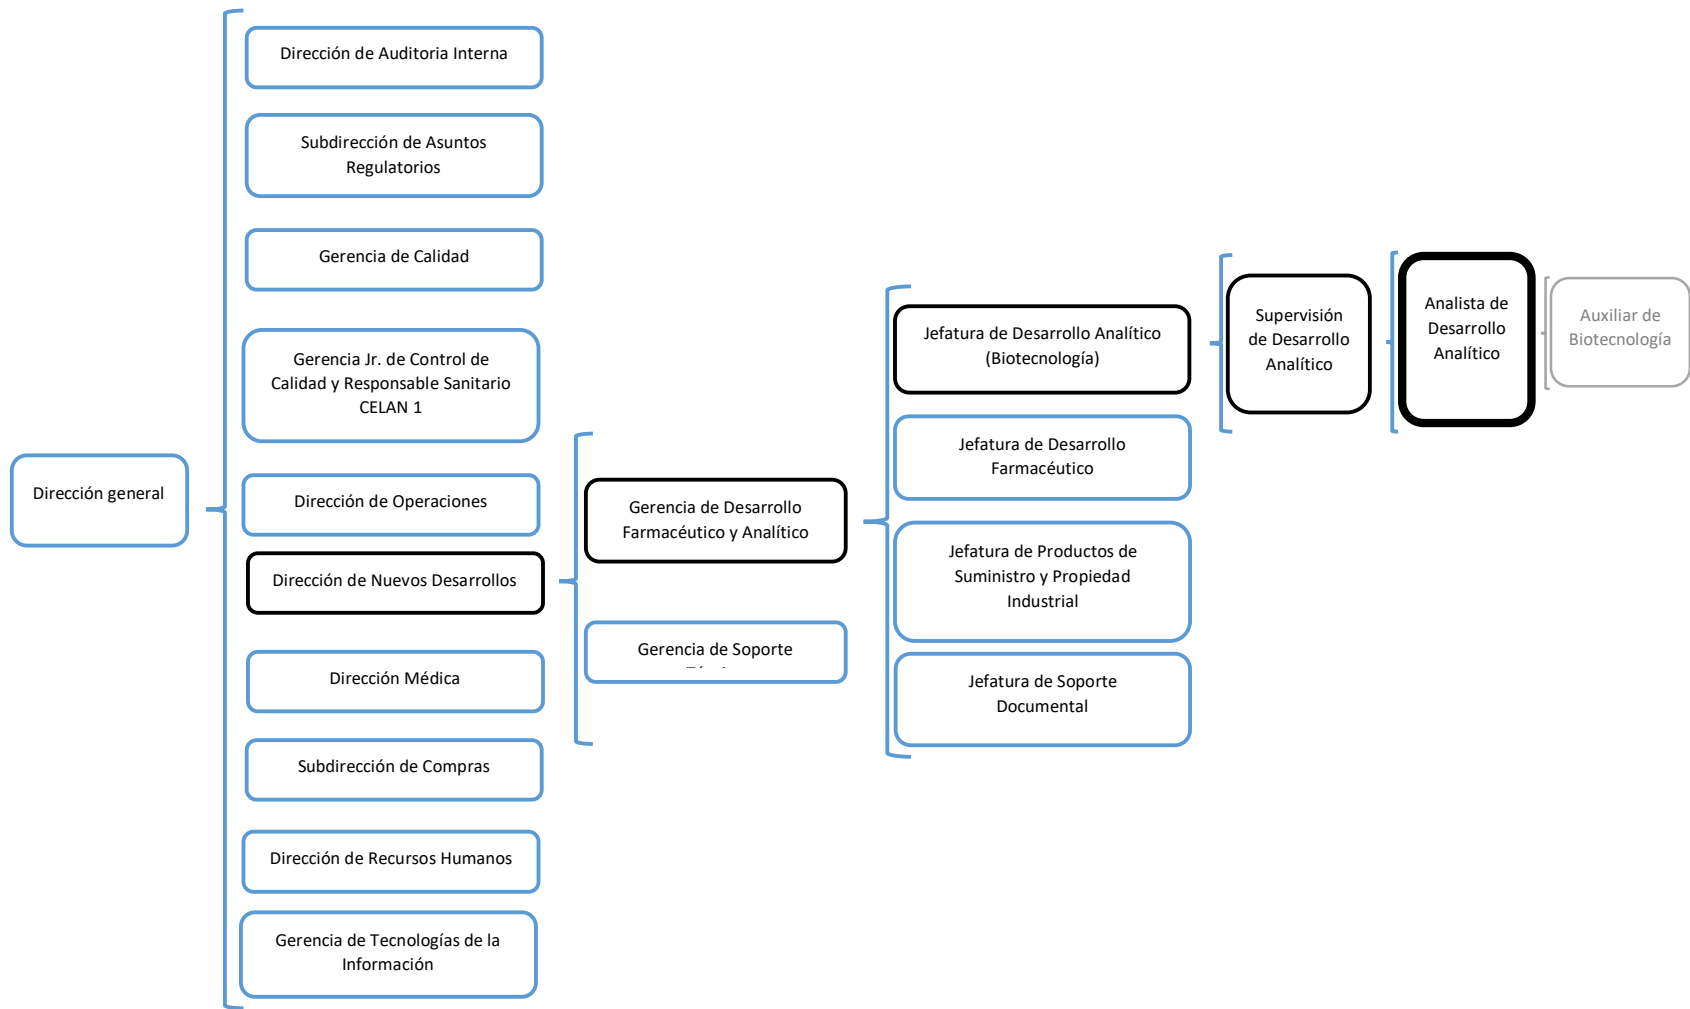 Dirección general
Dirección de Auditoria Interna
Subdirección de Asuntos
Regulatorios
Gerencia de Calidad
Gerencia Jr. de Control de
Calidad y Responsable Sanitario
CELAN 1
Dirección de Operaciones
Dirección de Nuevos Desarrollos
Dirección Médica
Subdirección de Compras
Dirección de Recursos Humanos
Gerencia de Tecnologías de la
Información
Gerencia de Desarrollo
Farmacéutico y Analítico
Gerencia de Soporte
Jefatura de Desarrollo Analítico
(Biotecnología)
Jefatura de Desarrollo
Farmacéutico
Jefatura de Productos de
Suministro y Propiedad
Industrial
Jefatura de Soporte
Documental
Supervisión
de Desarrollo
Analítico
Analista de
Desarrollo
Analítico
Auxiliar de
Biotecnología